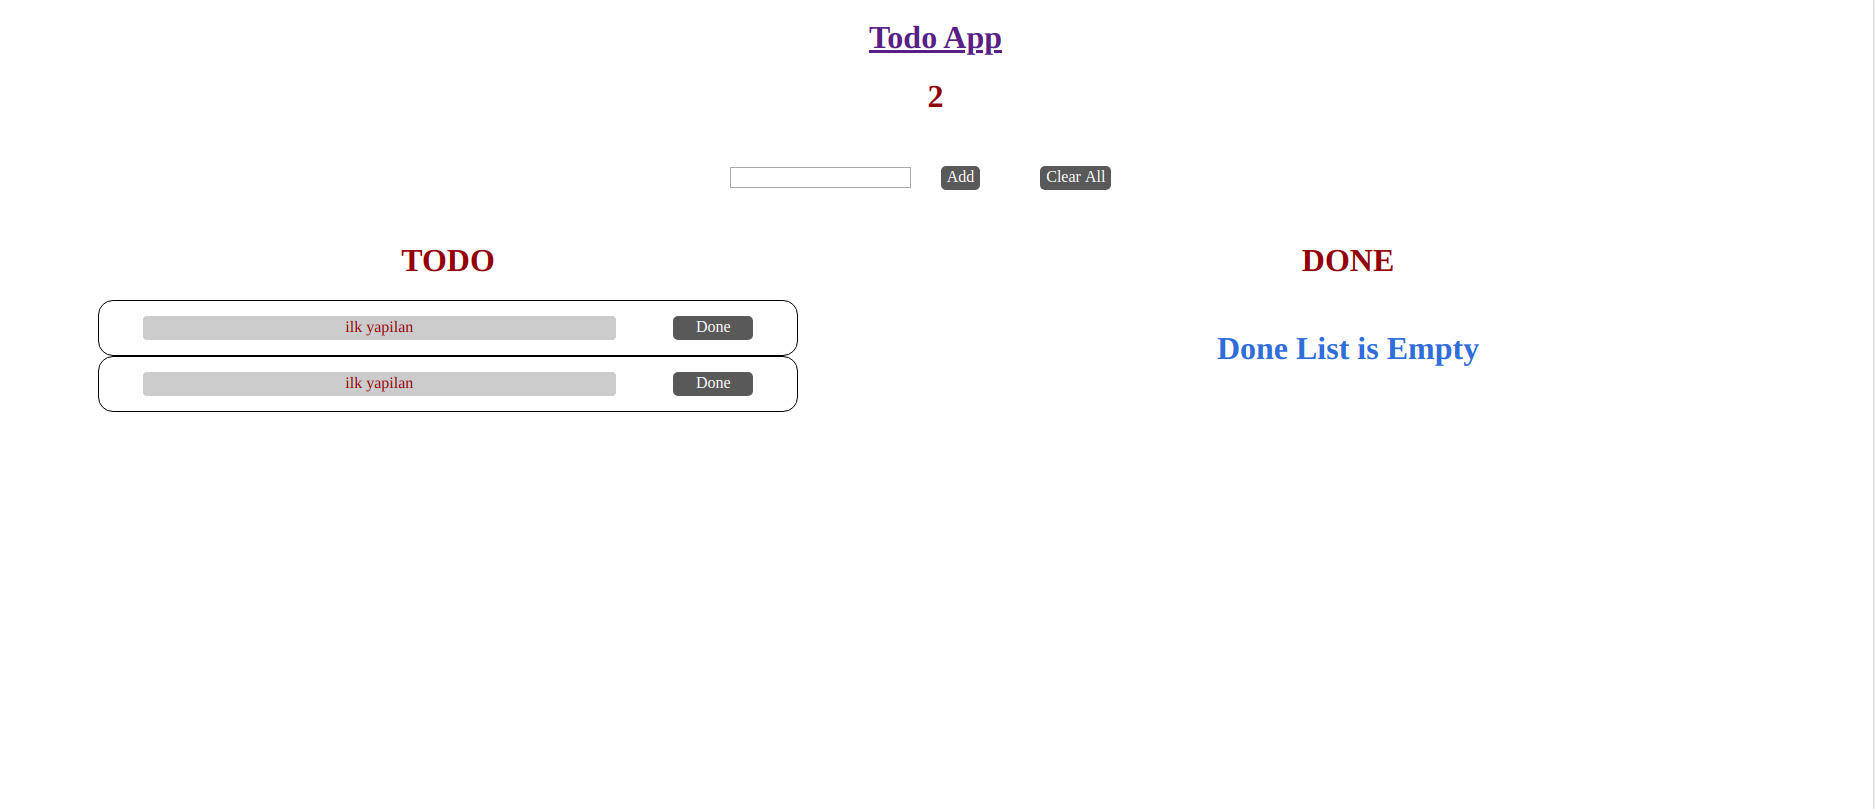 Todo App
2
Add Clear All
TODO
ilk yapilan Done
ilk yapilan Done
DONE
Done List is Empty